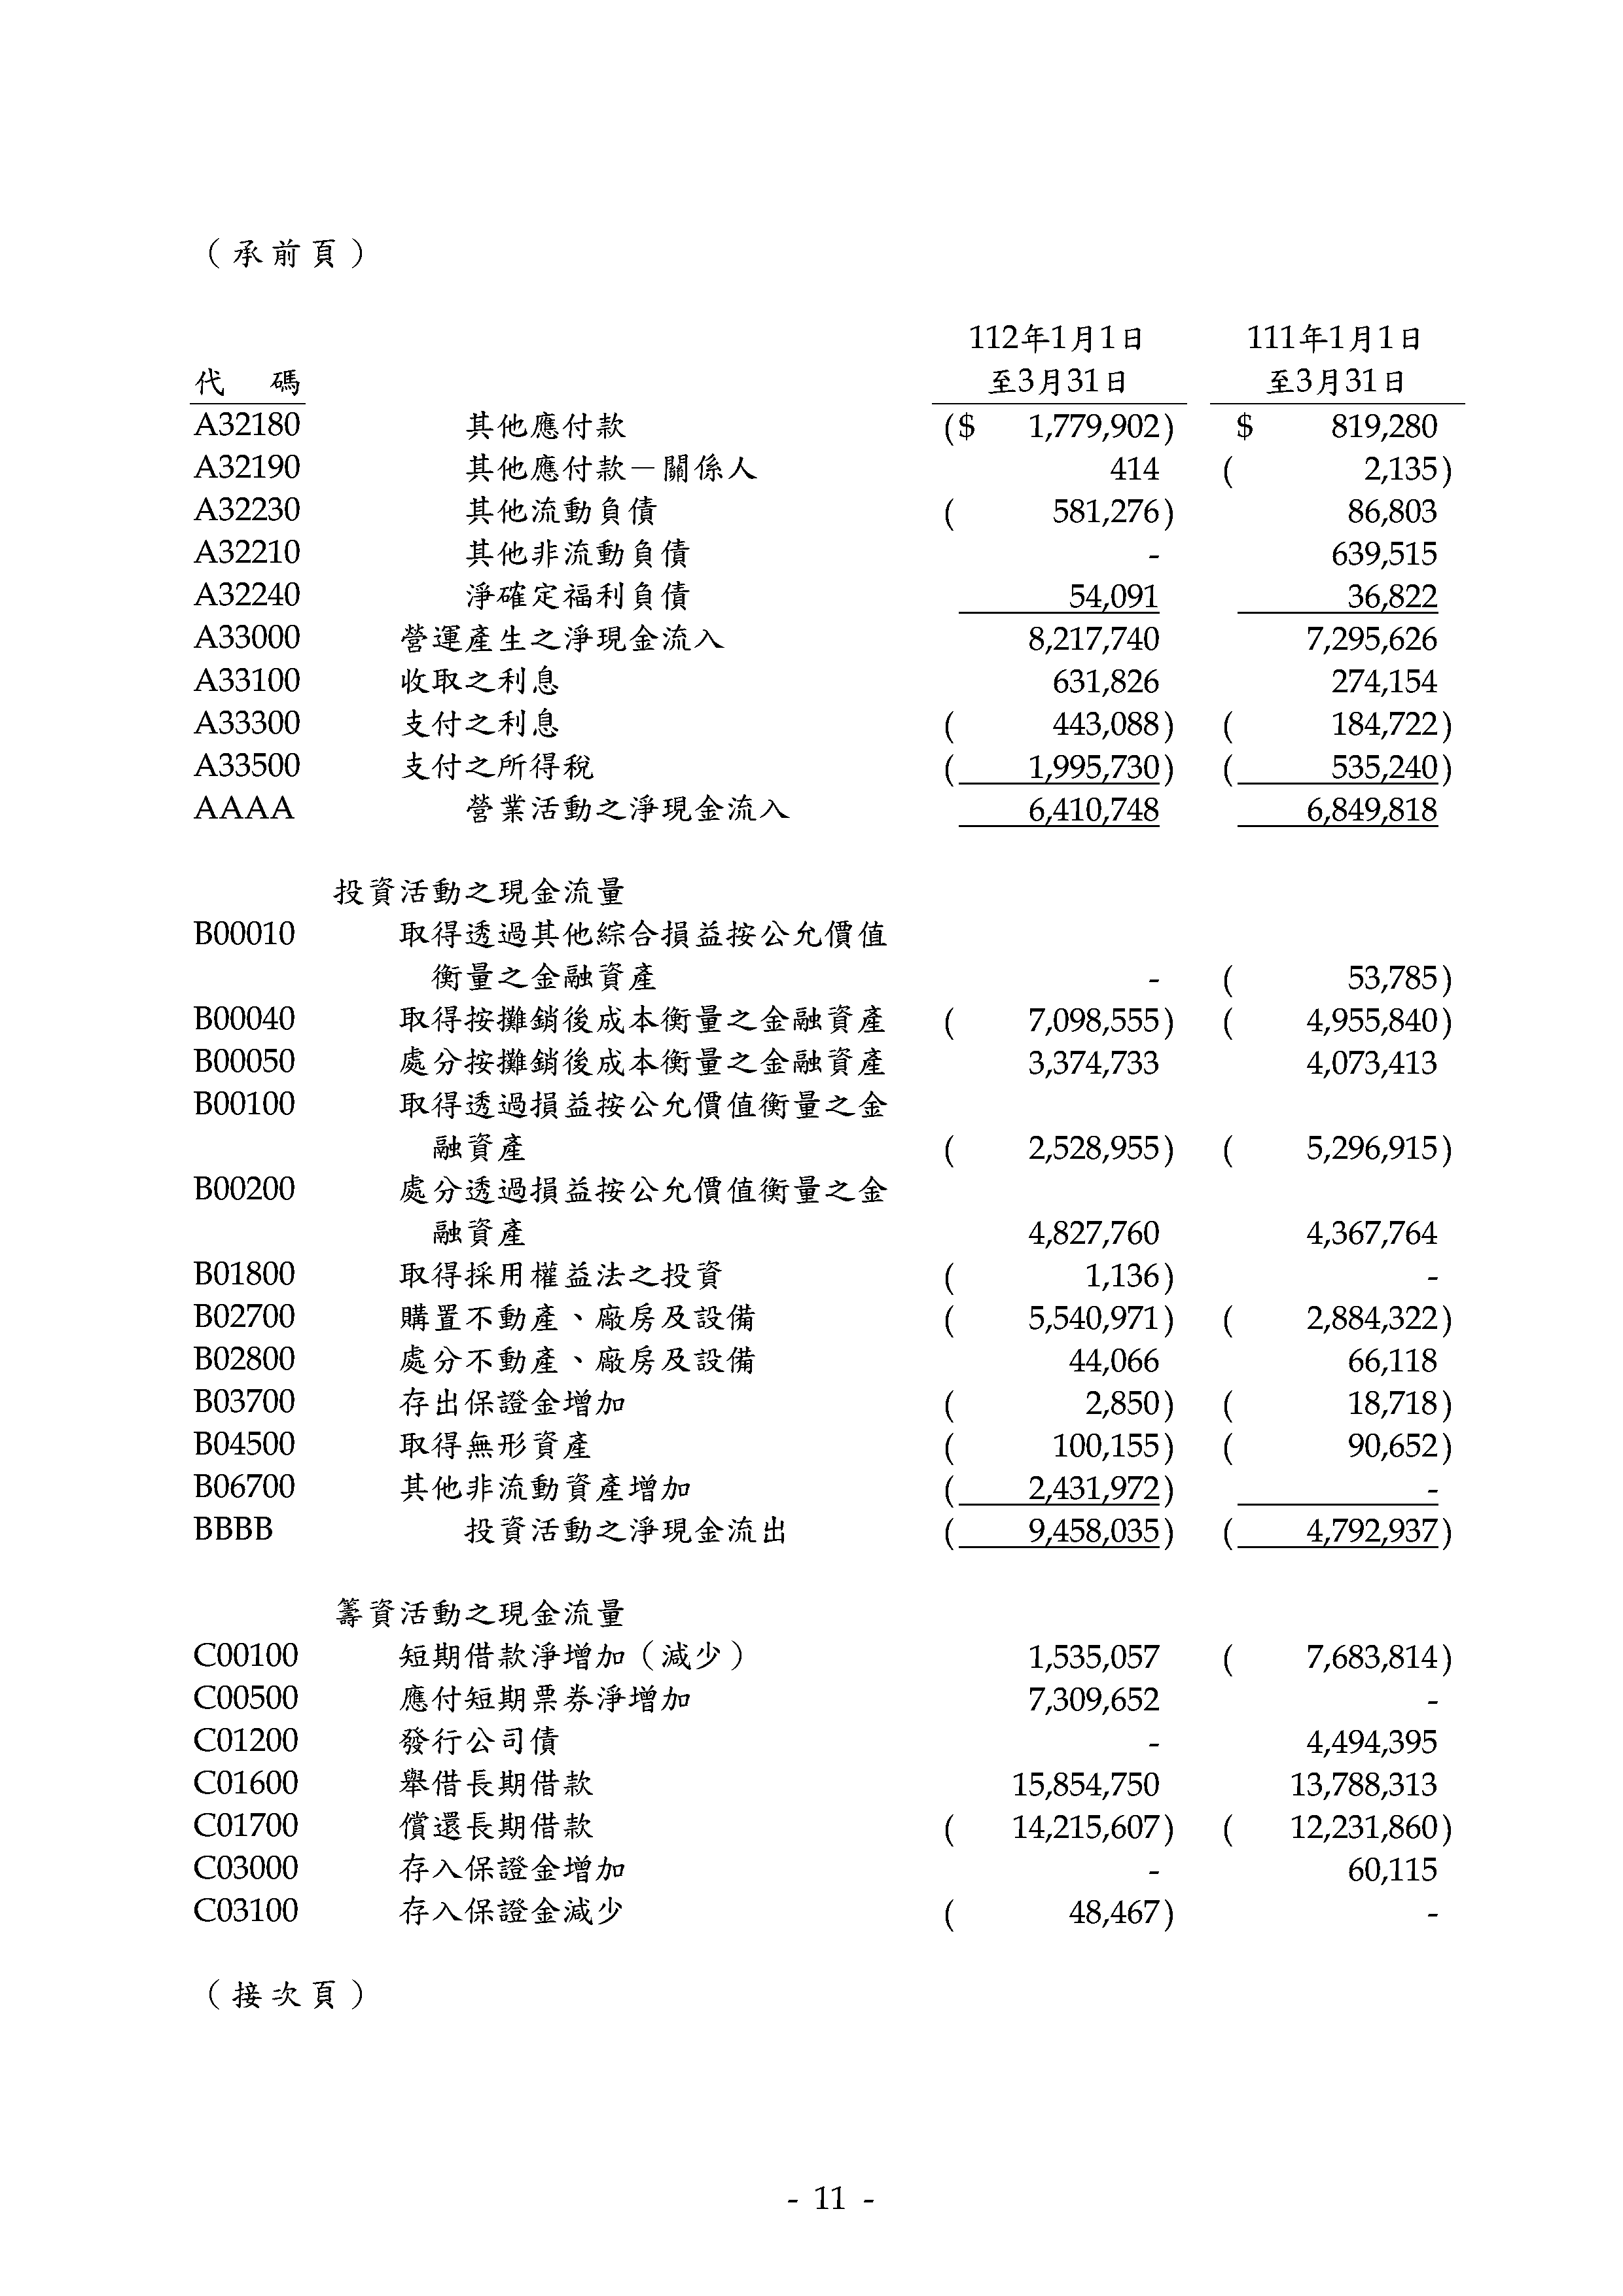 （承前頁）
112年1月1日 111年1月1日
代 碼 至3月31日 至3月31日
A32180 其他應付款 ($ 1,779,902) $ 819,280
A32190 其他應付款－關係人 414 ( 2,135)
A32230 其他流動負債 ( 581,276) 86,803
A32210 其他非流動負債 - 639,515
A32240 淨確定福利負債 54,091 36,822
A33000 營運產生之淨現金流入 8,217,740 7,295,626
A33100 收取之利息 631,826 274,154
A33300 支付之利息 ( 443,088) ( 184,722)
A33500 支付之所得稅 ( 1,995,730) ( 535,240)
AAAA 營業活動之淨現金流入 6,410,748 6,849,818
投資活動之現金流量
B00010 取得透過其他綜合損益按公允價值
衡量之金融資產 - ( 53,785)
B00040 取得按攤銷後成本衡量之金融資產 ( 7,098,555) ( 4,955,840)
B00050 處分按攤銷後成本衡量之金融資產 3,374,733 4,073,413
B00100 取得透過損益按公允價值衡量之金
融資產 ( 2,528,955) ( 5,296,915)
B00200 處分透過損益按公允價值衡量之金
融資產 4,827,760 4,367,764
B01800 取得採用權益法之投資 ( 1,136) -
B02700 購置不動產、廠房及設備 ( 5,540,971) ( 2,884,322)
B02800 處分不動產、廠房及設備 44,066 66,118
B03700 存出保證金增加 ( 2,850) ( 18,718)
B04500 取得無形資產 ( 100,155) ( 90,652)
B06700 其他非流動資產增加 ( 2,431,972) -
BBBB 投資活動之淨現金流出 ( 9,458,035) ( 4,792,937)
籌資活動之現金流量
C00100 短期借款淨增加（減少） 1,535,057 ( 7,683,814)
C00500 應付短期票券淨增加 7,309,652 -
C01200 發行公司債 - 4,494,395
C01600 舉借長期借款 15,854,750 13,788,313
C01700 償還長期借款 ( 14,215,607) ( 12,231,860)
C03000 存入保證金增加 - 60,115
C03100 存入保證金減少 ( 48,467) -
（接次頁）
- 11 -